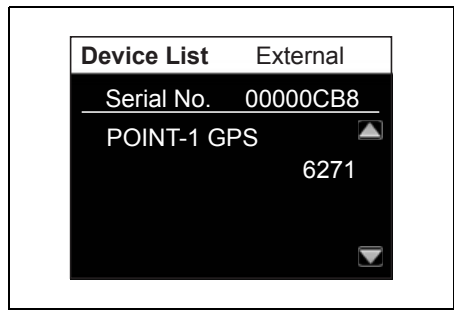 Device List External
Serial No. 00000CB8
POINT-1 GPS
6271